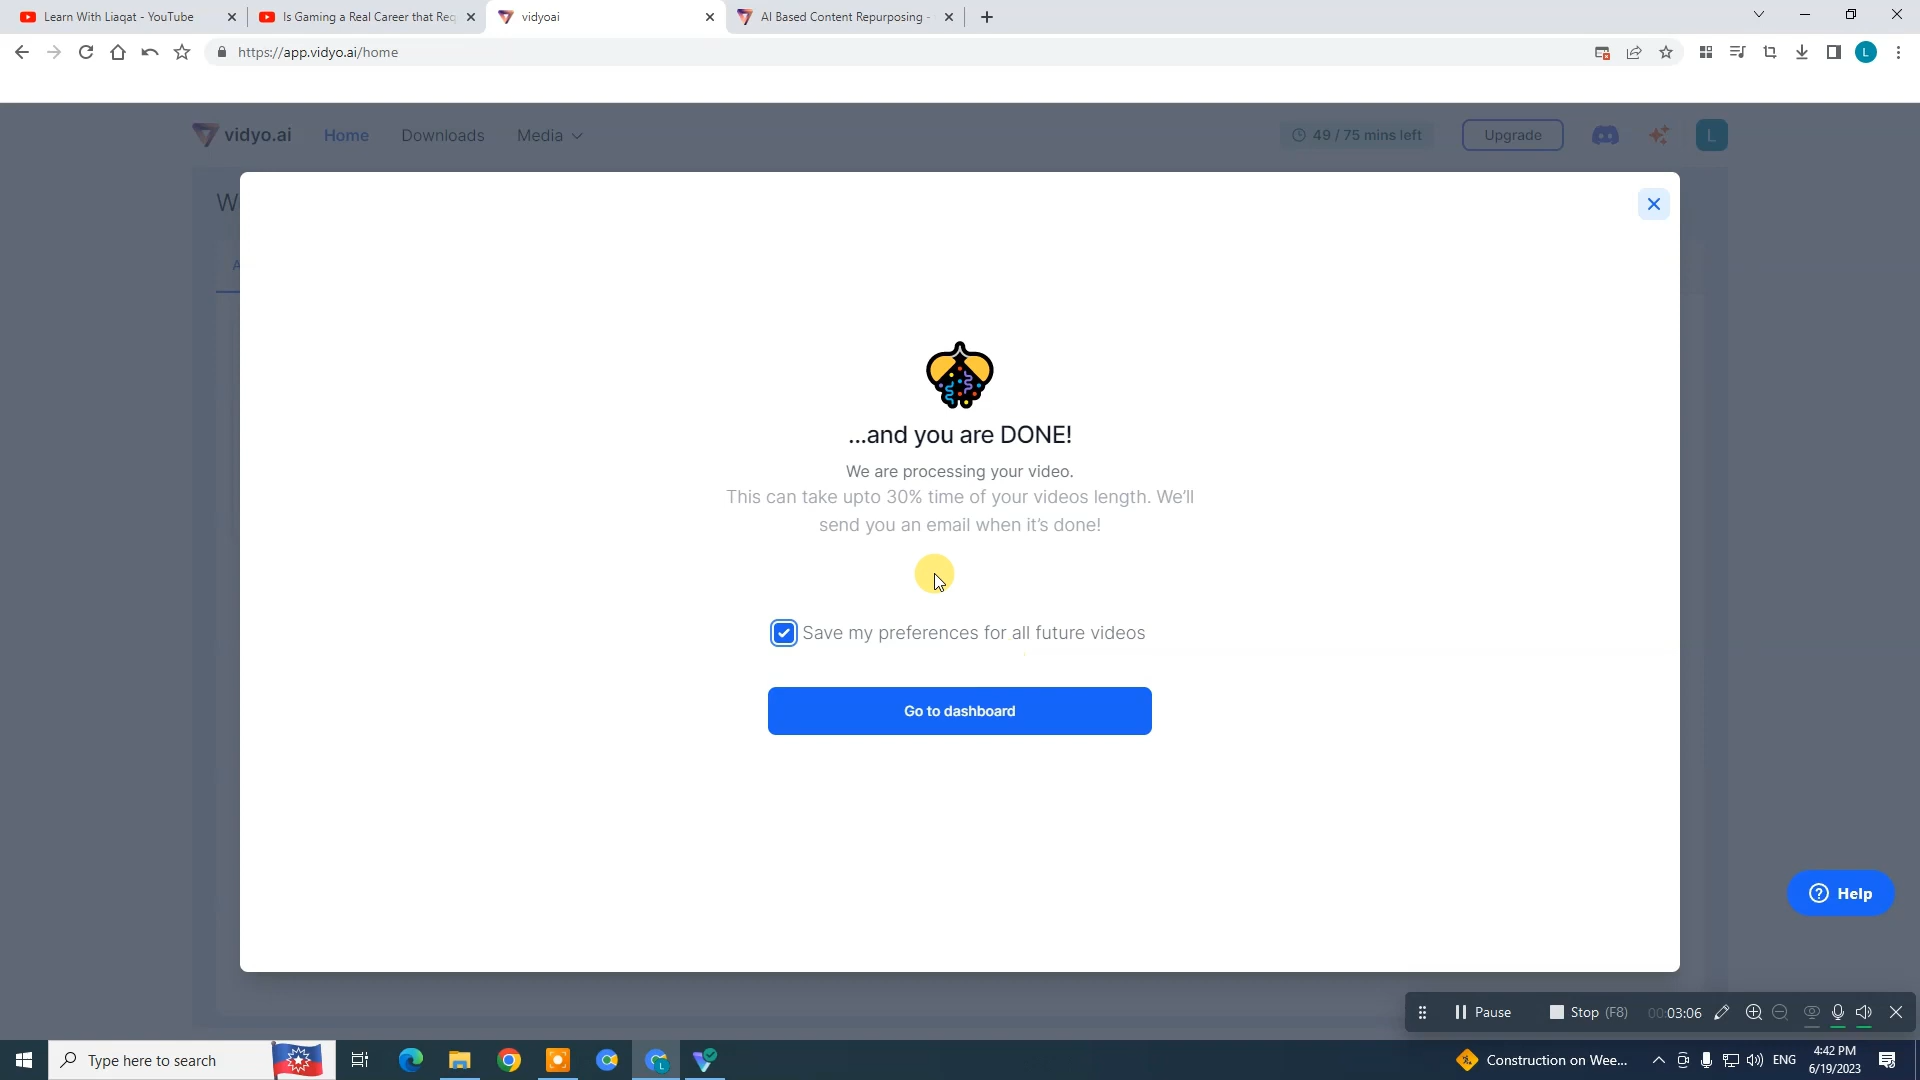 Learn With Liaqat - YouTube
Is Gaming a Real Career that Req
vidyoai
AI Based Content Repurposing -
https://app.vidyo.ai/home
L
vidyo.ai
Home
Downloads
Media
49 / 75 mins left
Upgrade
L
W
A
...and you are DONE!
We are processing your video.
This can take upto 30% time of your videos length. We'll
send you an email when it's done!
Save my preferences for all future videos
Go to dashboard
Help
Pause
Stop (F8)
00:03:06
Type here to search
L
Construction on Wee...
ENG
4:42 PM
6/19/2023